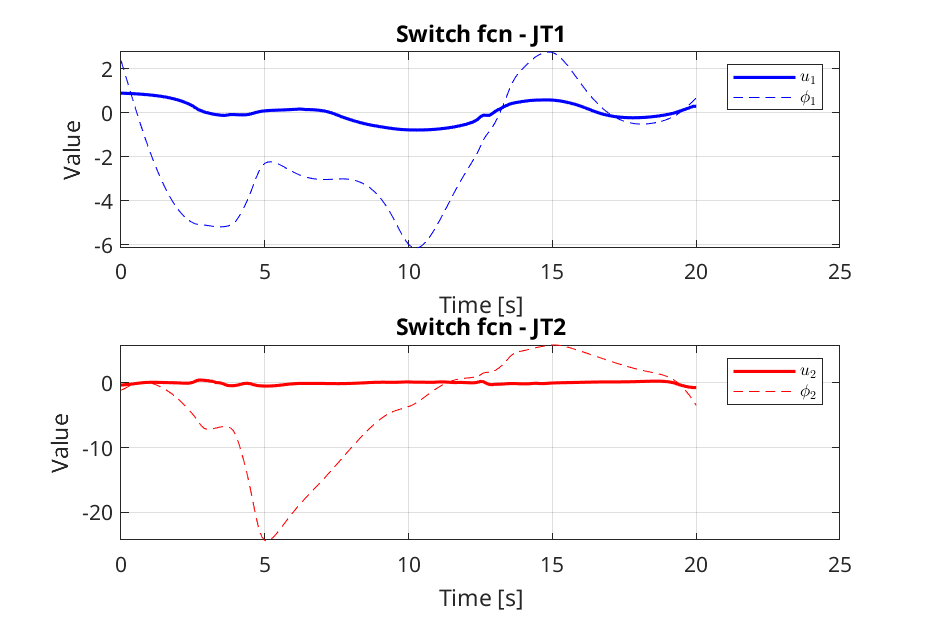 Switch fcn - JT1
Value
2
0
-2
-4
-6
u₁
ϕ₁
0 5 10 15 20 25
Time [s]
Switch fcn - JT2
Value
0
-10
-20
u₂
ϕ₂
0 5 10 15 20 25
Time [s]